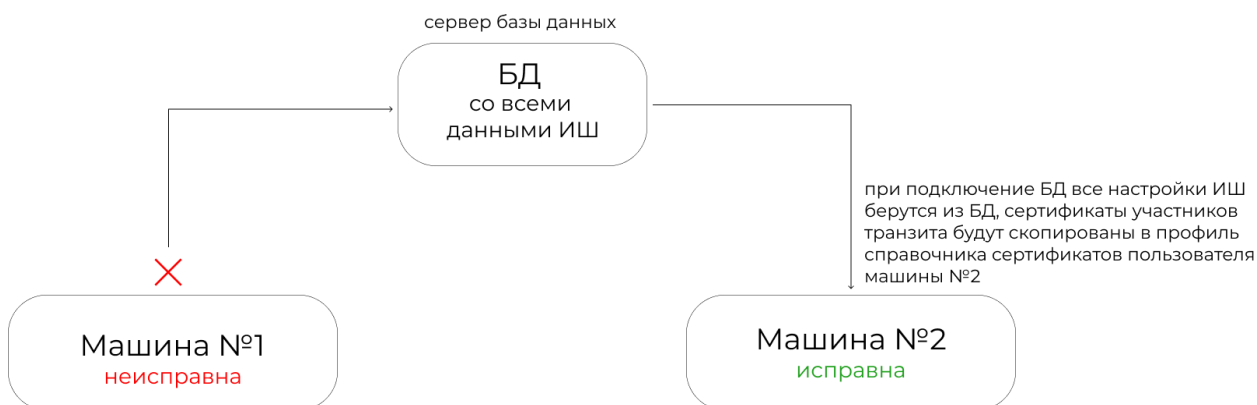 сервер базы данных
БД
со всеми
данными ИШ
при подключение БД все настройки ИШ
берутся из БД, сертификаты участников
транзита будут скопированы в профиль
справочника сертификатов пользователя
машины №2
Машина №1
неисправна
Машина №2
исправна